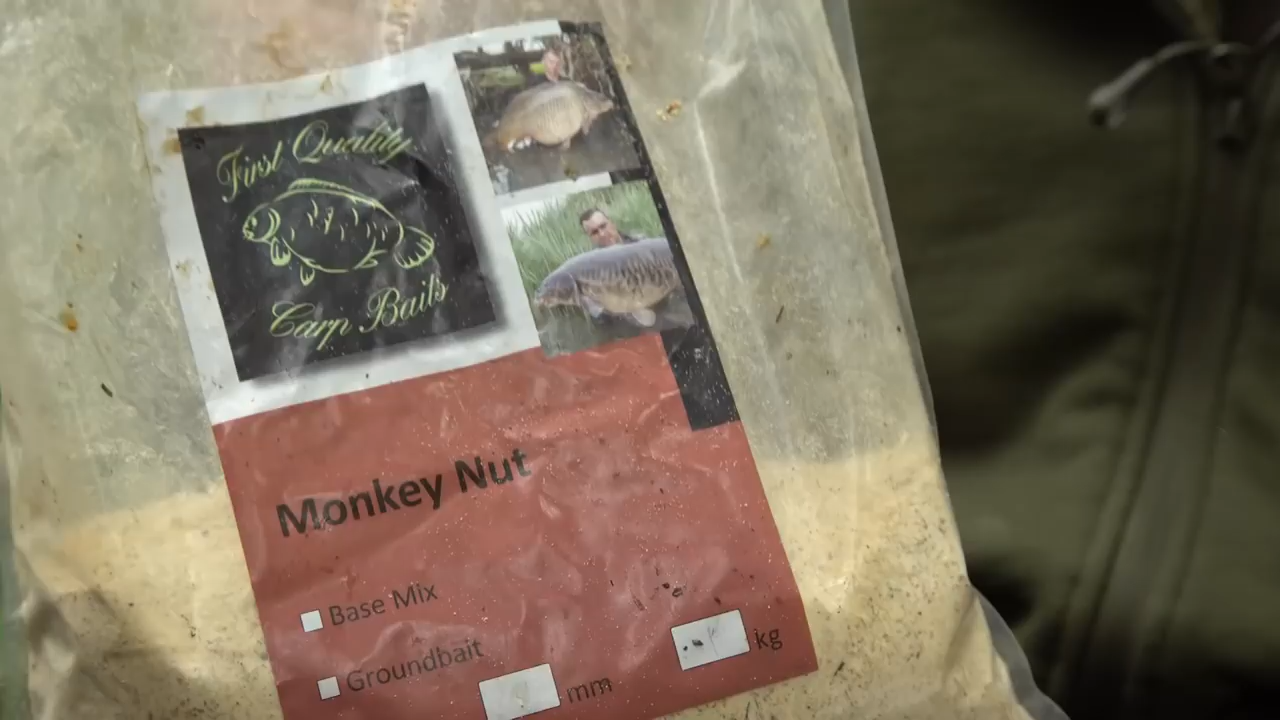 First Quality
Carp Baits
Monkey Nut
Base Mix
Groundbait
mm
kg